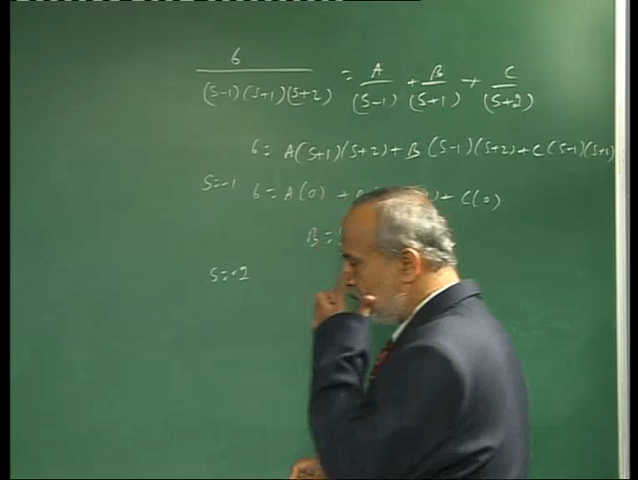 6
(S-1)(S+1)(S+2) = A/(S-1) + B/(S+1) + C/(S+2)
6 = A(S+1)(S+2) + B(S-1)(S+2) + C(S-1)(S+1)
S=-1 6 = A(0) + ) + C(0)
B =
S=-2